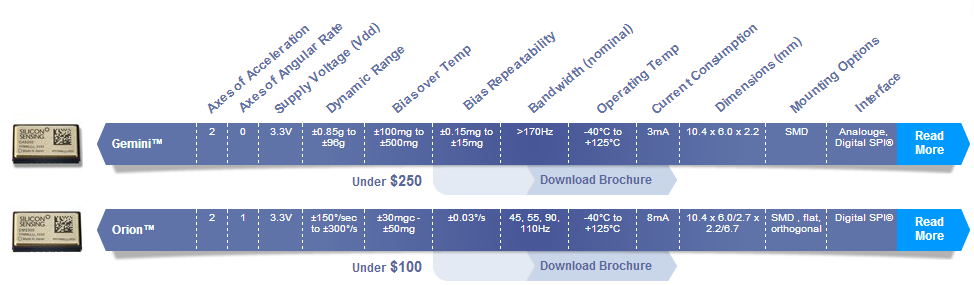 Axes of Acceleration
Axes of Angular Rate
Supply Voltage (Vdd)
Dynamic Range
Bias over Temp
Bias Repeatability
Bandwidth (nominal)
Operating Temp
Current Consumption
Dimensions (mm)
Mounting Options
Interface
SILICON
SENSING
Gemini™
2
0
3.3V
±0.85g to
±96g
±100mg to
±500mg
±0.15mg to
±15mg
>170Hz
-40°C to
+125°C
3mA
10.4 x 6.0 x 2.2
SMD
Analouge,
Digital SPI®
Read
More
Under $250
Download Brochure
SILICON
SENSING
Orion™
2
1
3.3V
±150°/sec
to ±300°/s
±30mgc -
±50mg
±0.03°/s
45, 55, 90,
110Hz
-40°C to
+125°C
8mA
10.4 x 6.0/2.7 x
2.2/6.7
SMD , flat,
orthogonal
Digital SPI®
Read
More
Under $100
Download Brochure